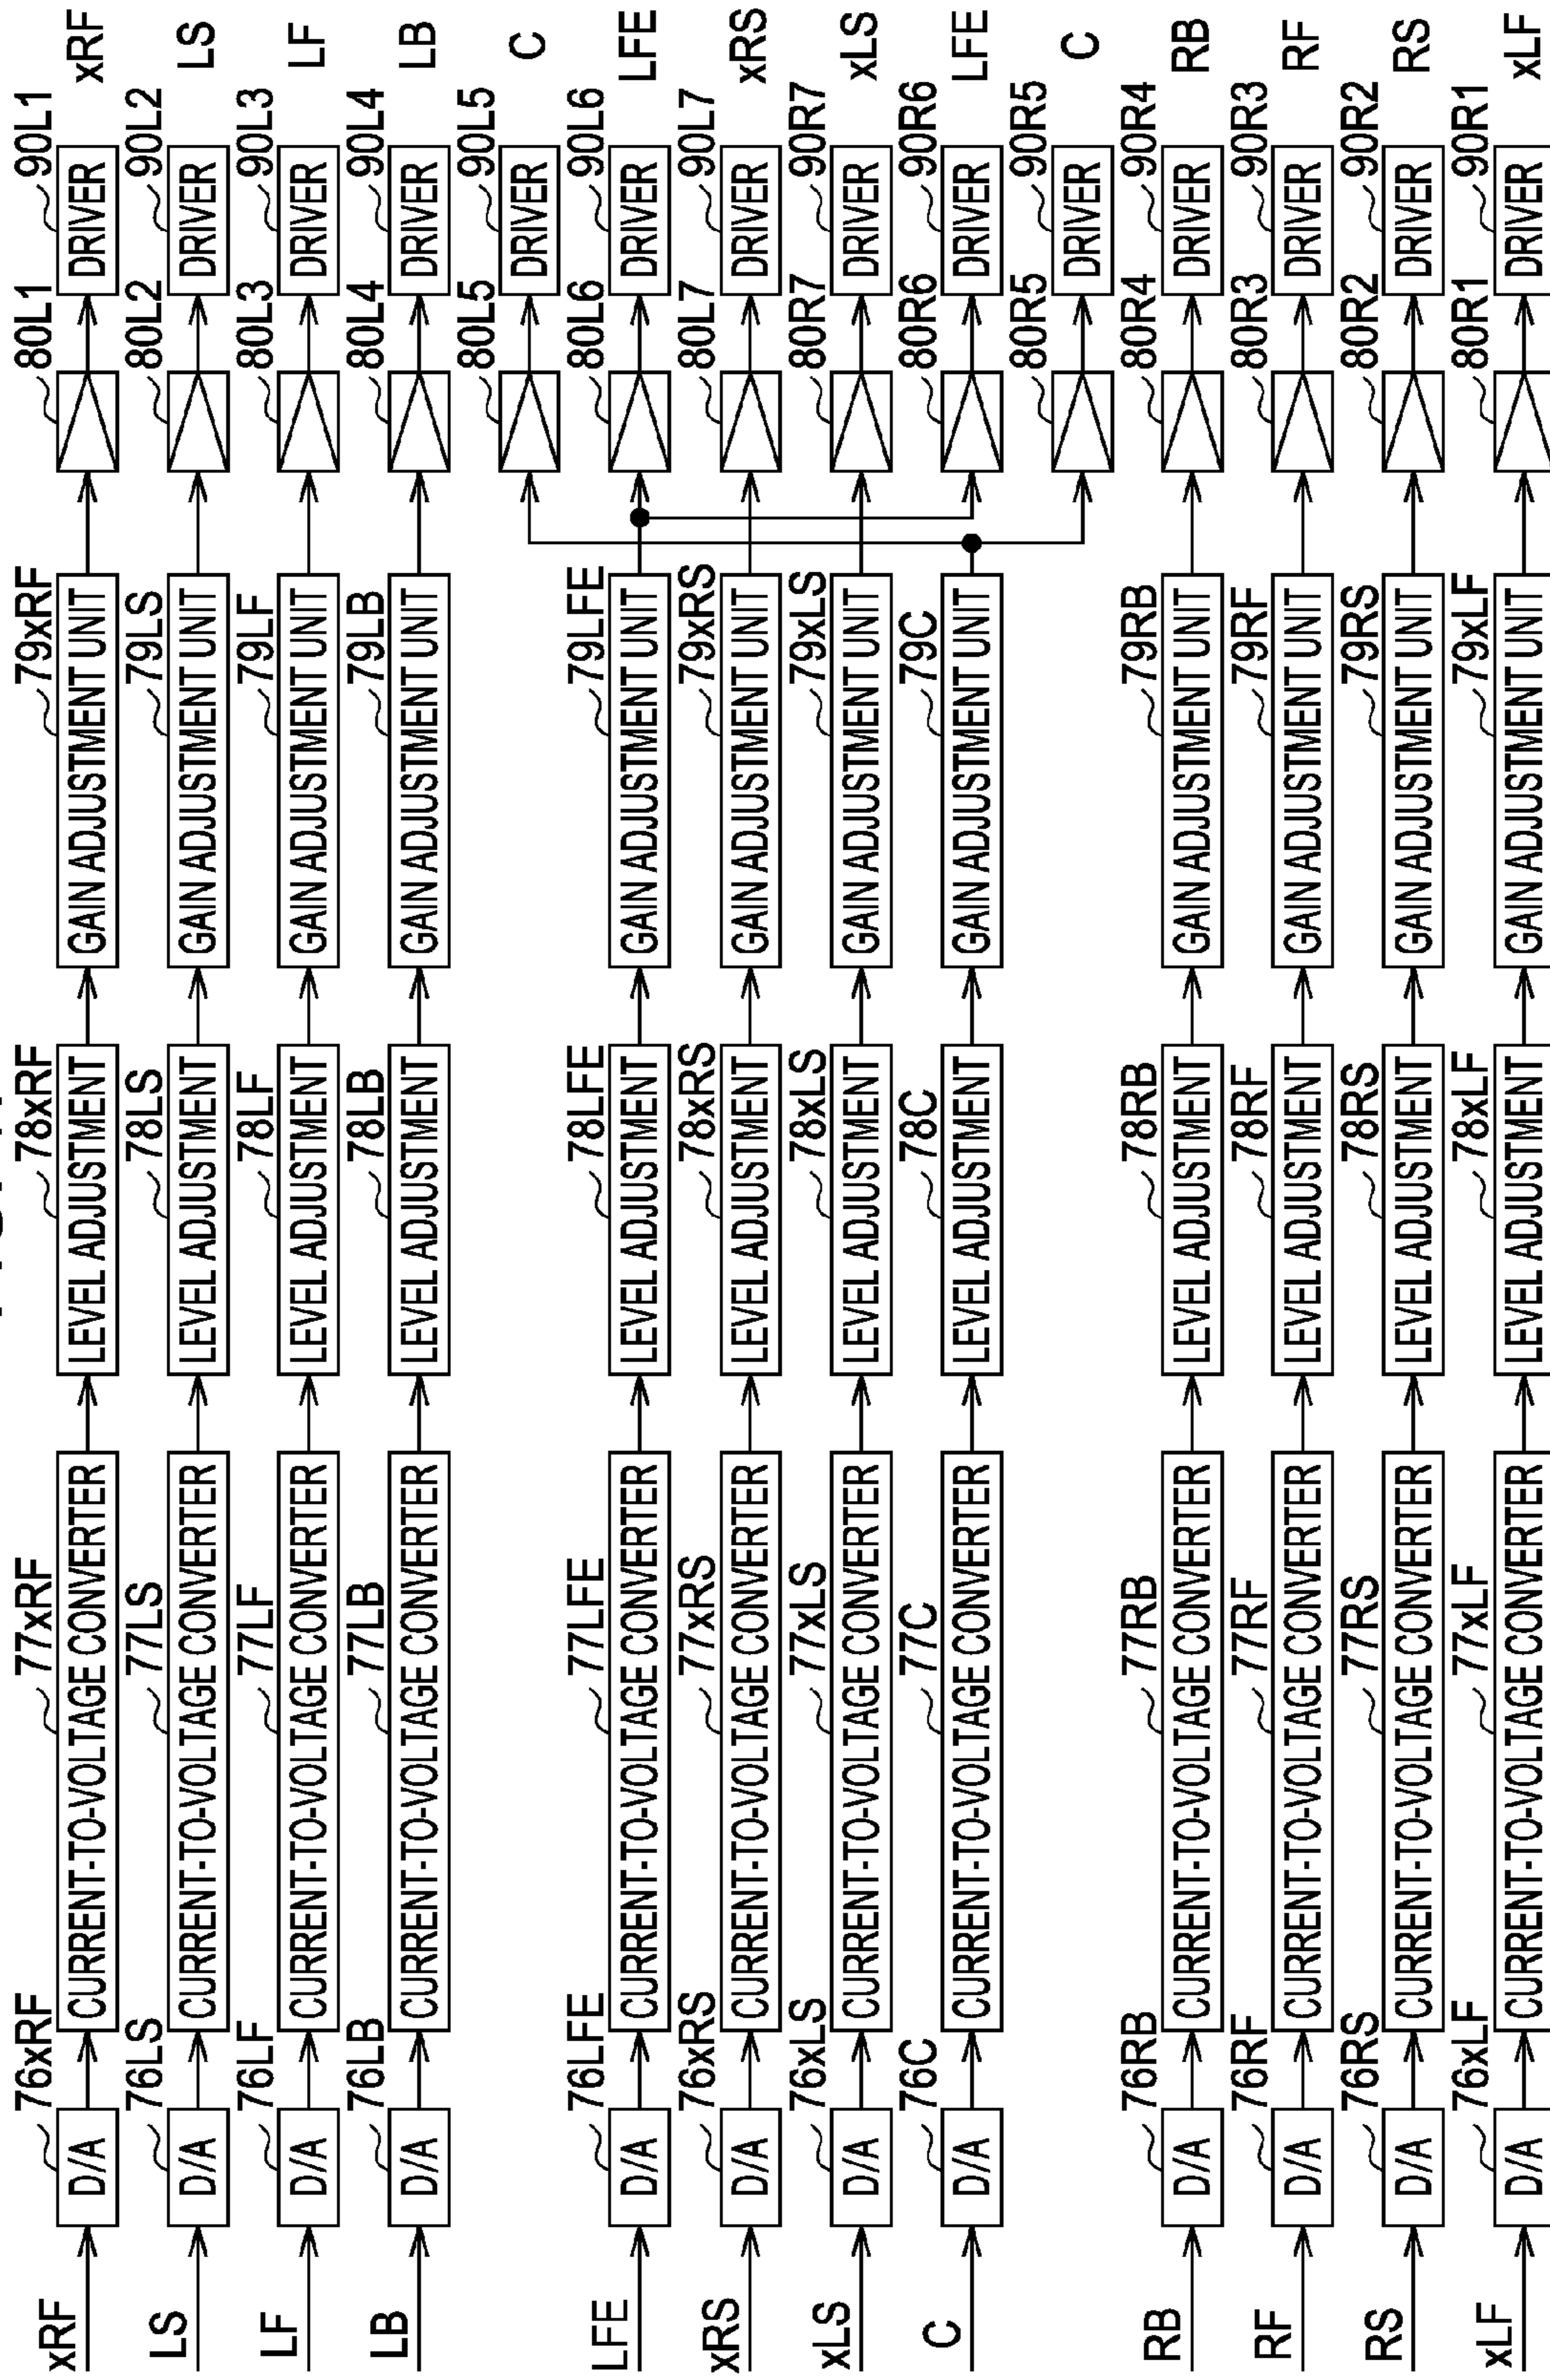 xRF 76xRF D/A 77xRF CURRENT-TO-VOLTAGE CONVERTER 78xRF LEVEL ADJUSTMENT 79xRF GAIN ADJUSTMENT UNIT 80L1 90L1 DRIVER xRF
LS 76LS D/A 77LS CURRENT-TO-VOLTAGE CONVERTER 78LS LEVEL ADJUSTMENT 79LS GAIN ADJUSTMENT UNIT 80L2 90L2 DRIVER LS
LF 76LF D/A 77LF CURRENT-TO-VOLTAGE CONVERTER 78LF LEVEL ADJUSTMENT 79LF GAIN ADJUSTMENT UNIT 80L3 90L3 DRIVER LF
LB 76LB D/A 77LB CURRENT-TO-VOLTAGE CONVERTER 78LB LEVEL ADJUSTMENT 79LB GAIN ADJUSTMENT UNIT 80L4 90L4 DRIVER LB
80L5 90L5 DRIVER C
LFE 76LFE D/A 77LFE CURRENT-TO-VOLTAGE CONVERTER 78LFE LEVEL ADJUSTMENT 79LFE GAIN ADJUSTMENT UNIT 80L6 90L6 DRIVER LFE
xRS 76xRS D/A 77xRS CURRENT-TO-VOLTAGE CONVERTER 78xRS LEVEL ADJUSTMENT 79xRS GAIN ADJUSTMENT UNIT 80L7 90L7 DRIVER xRS
xLS 76xLS D/A 77xLS CURRENT-TO-VOLTAGE CONVERTER 78xLS LEVEL ADJUSTMENT 79xLS GAIN ADJUSTMENT UNIT 80R7 90R7 DRIVER xLS
C 76C D/A 77C CURRENT-TO-VOLTAGE CONVERTER 78C LEVEL ADJUSTMENT 79C GAIN ADJUSTMENT UNIT 80R6 90R6 DRIVER LFE
80R5 90R5 DRIVER C
RB 76RB D/A 77RB CURRENT-TO-VOLTAGE CONVERTER 78RB LEVEL ADJUSTMENT 79RB GAIN ADJUSTMENT UNIT 80R4 90R4 DRIVER RB
RF 76RF D/A 77RF CURRENT-TO-VOLTAGE CONVERTER 78RF LEVEL ADJUSTMENT 79RF GAIN ADJUSTMENT UNIT 80R3 90R3 DRIVER RF
RS 76RS D/A 77RS CURRENT-TO-VOLTAGE CONVERTER 78RS LEVEL ADJUSTMENT 79RS GAIN ADJUSTMENT UNIT 80R2 90R2 DRIVER RS
xLF 76xLF D/A 77xLF CURRENT-TO-VOLTAGE CONVERTER 78xLF LEVEL ADJUSTMENT 79xLF GAIN ADJUSTMENT UNIT 80R1 90R1 DRIVER xLF